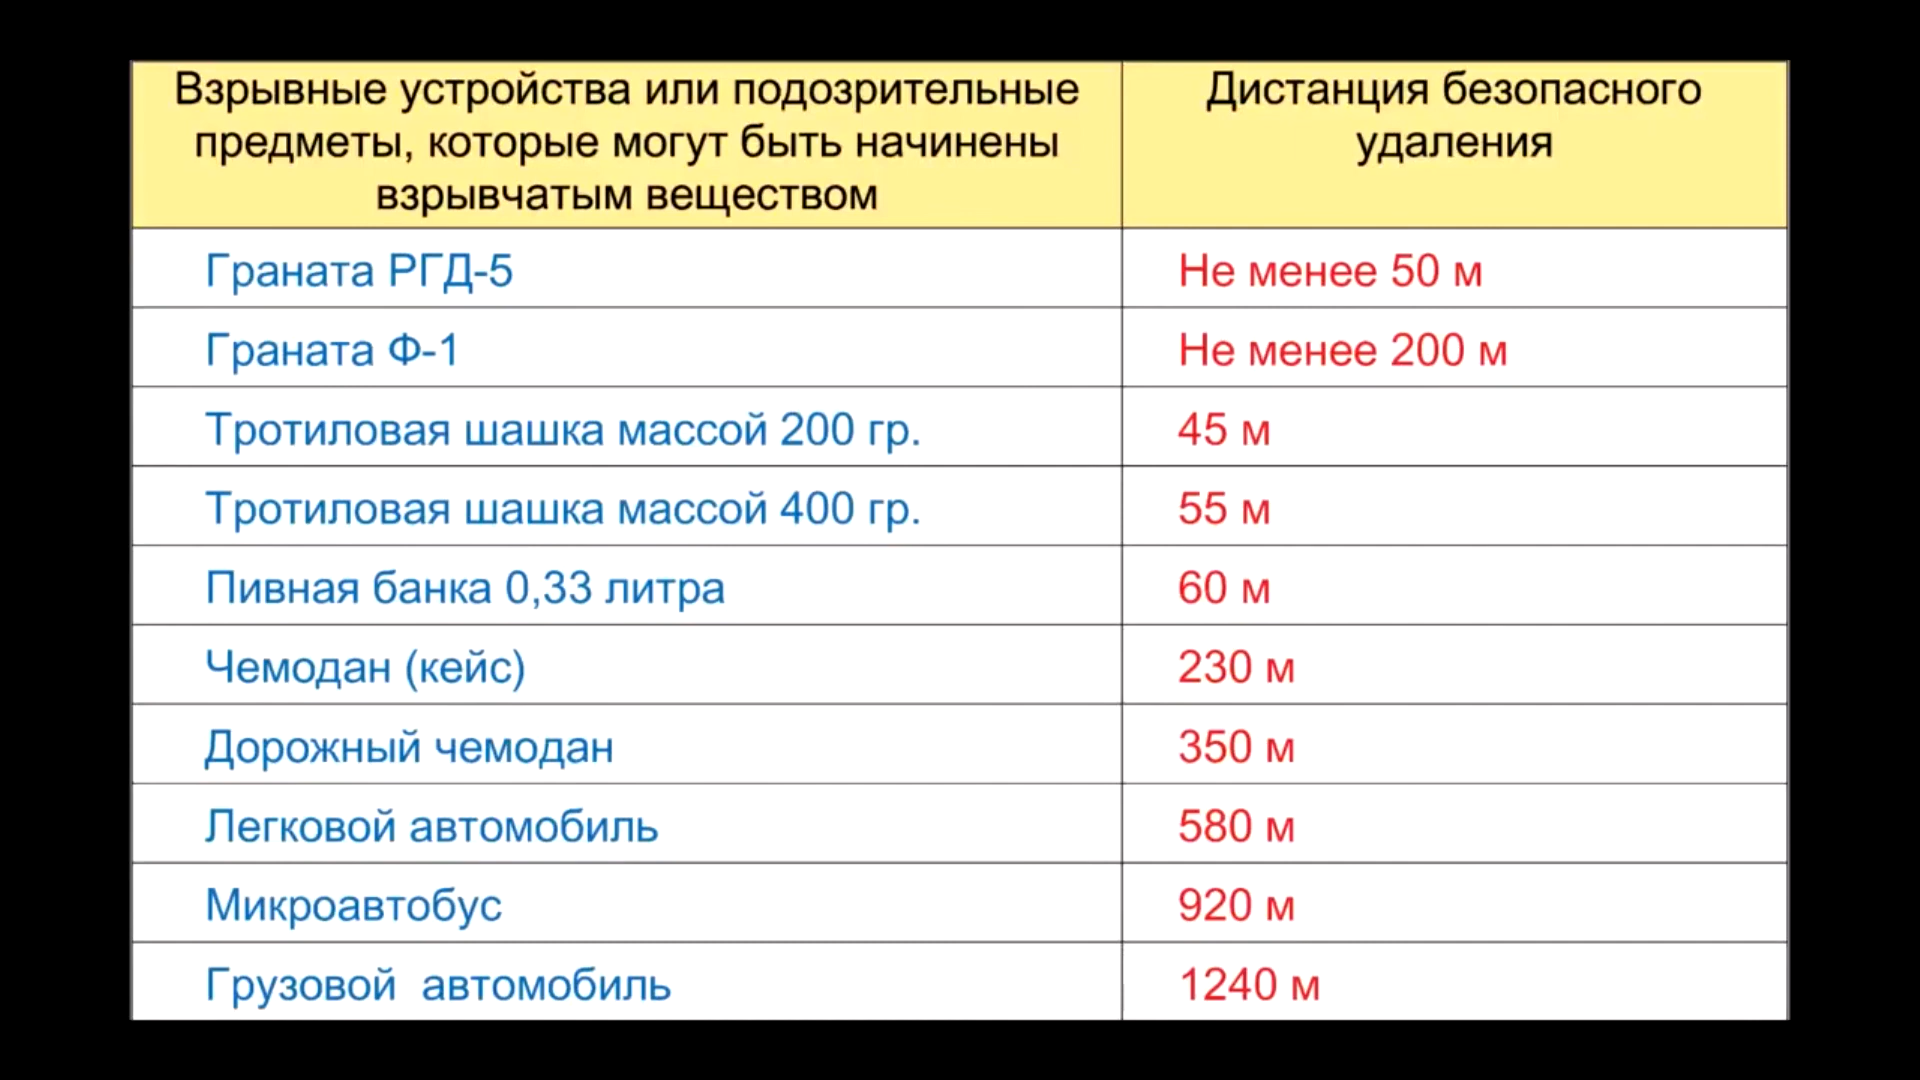 Взрывные устройства или подозрительные
предметы, которые могут быть начинены
взрывчатым веществом
Дистанция безопасного
удаления
Граната РГД-5
Не менее 50 м
Граната Ф-1
Не менее 200 м
Тротиловая шашка массой 200 гр.
45 м
Тротиловая шашка массой 400 гр.
55 м
Пивная банка 0,33 литра
60 м
Чемодан (кейс)
230 м
Дорожный чемодан
350 м
Легковой автомобиль
580 м
Микроавтобус
920 м
Грузовой  автомобиль
1240 м